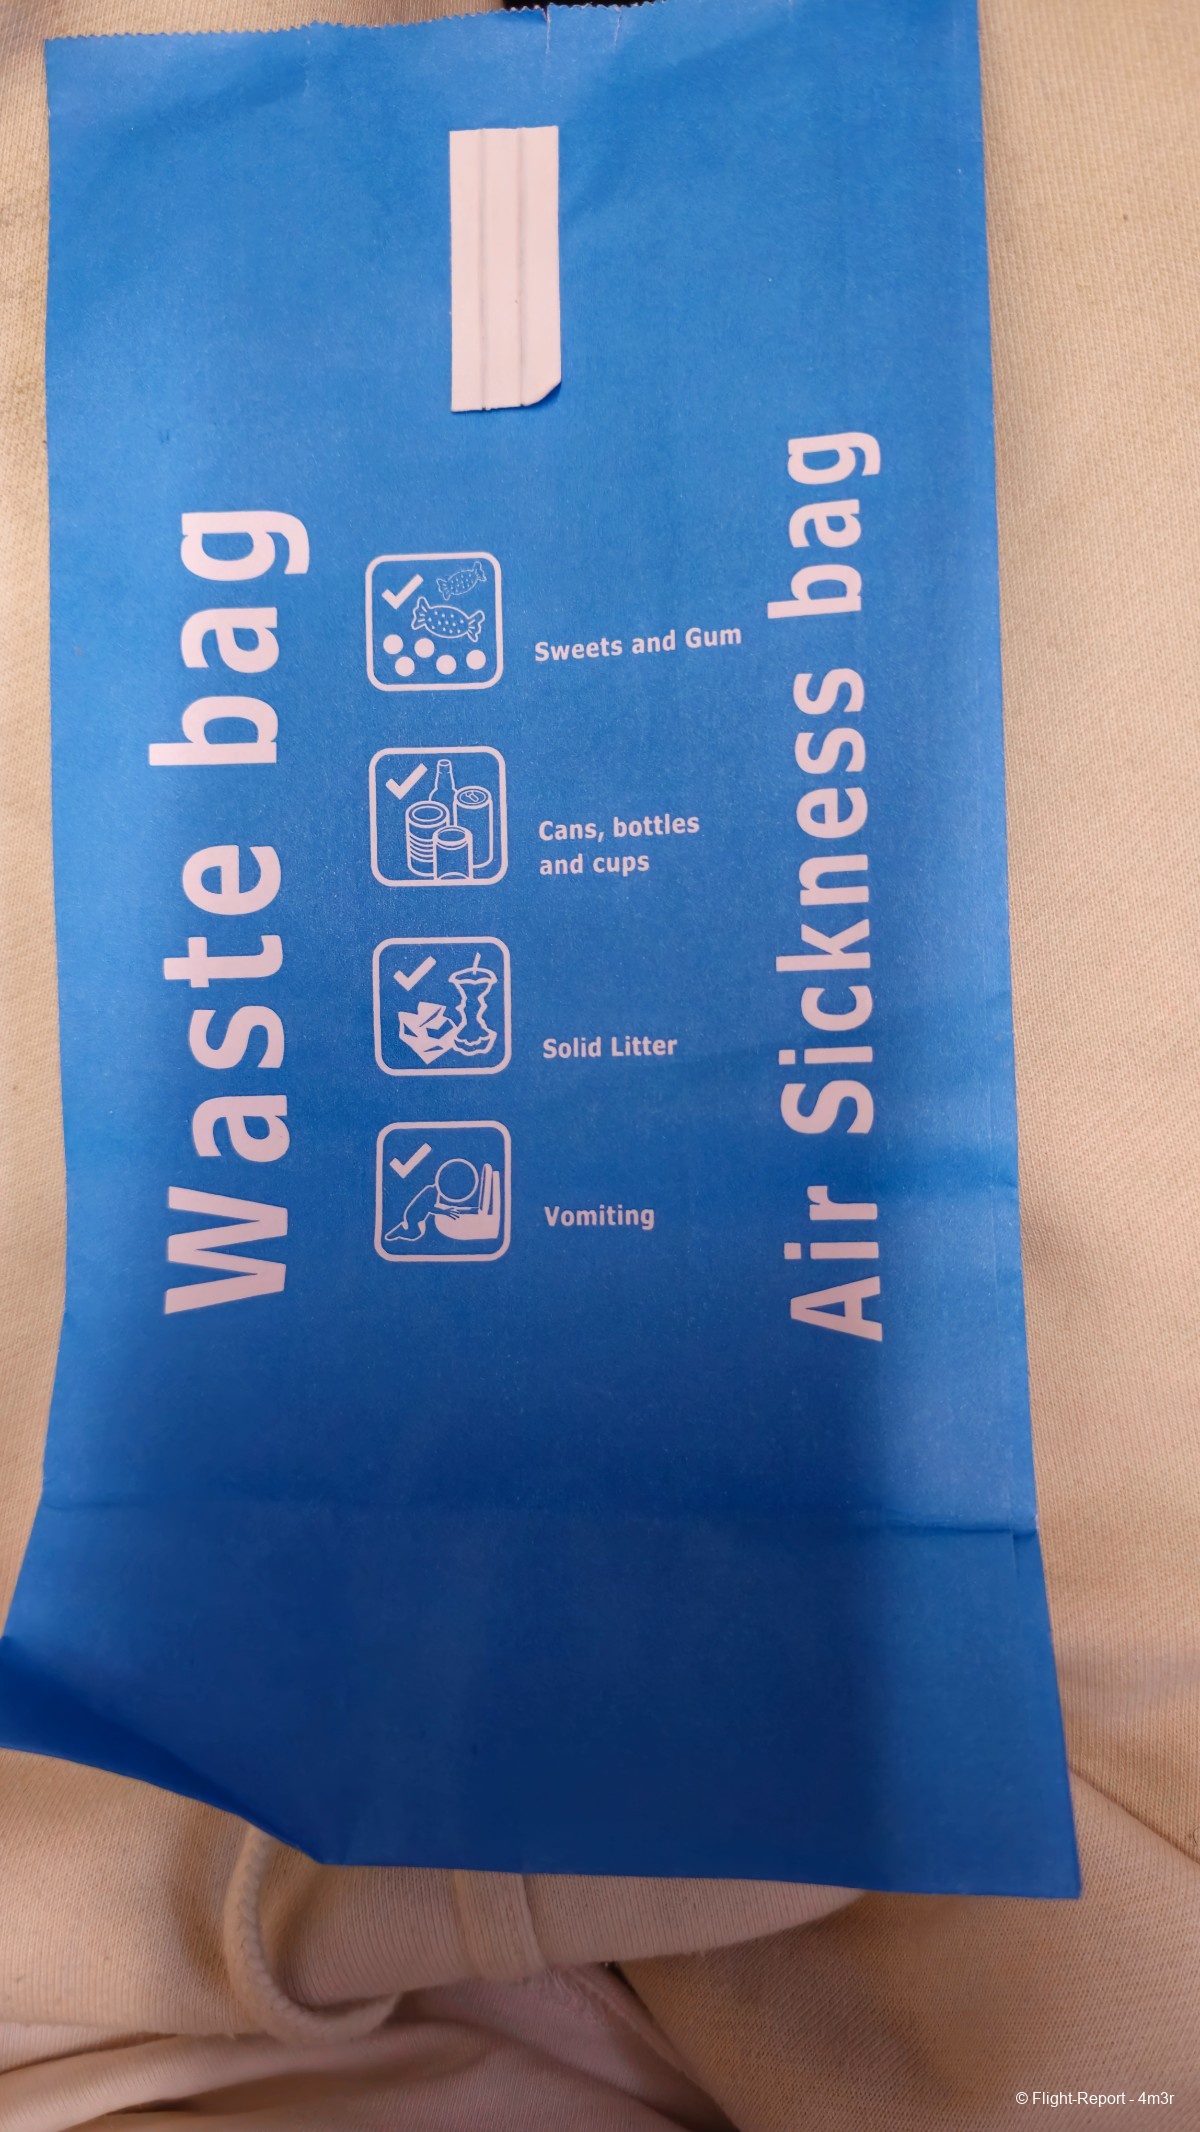 Waste bag
Sweets and Gum
Cans, bottles
and cups
Solid Litter
Vomiting
Air Sickness bag
© Flight-Report - 4m3r